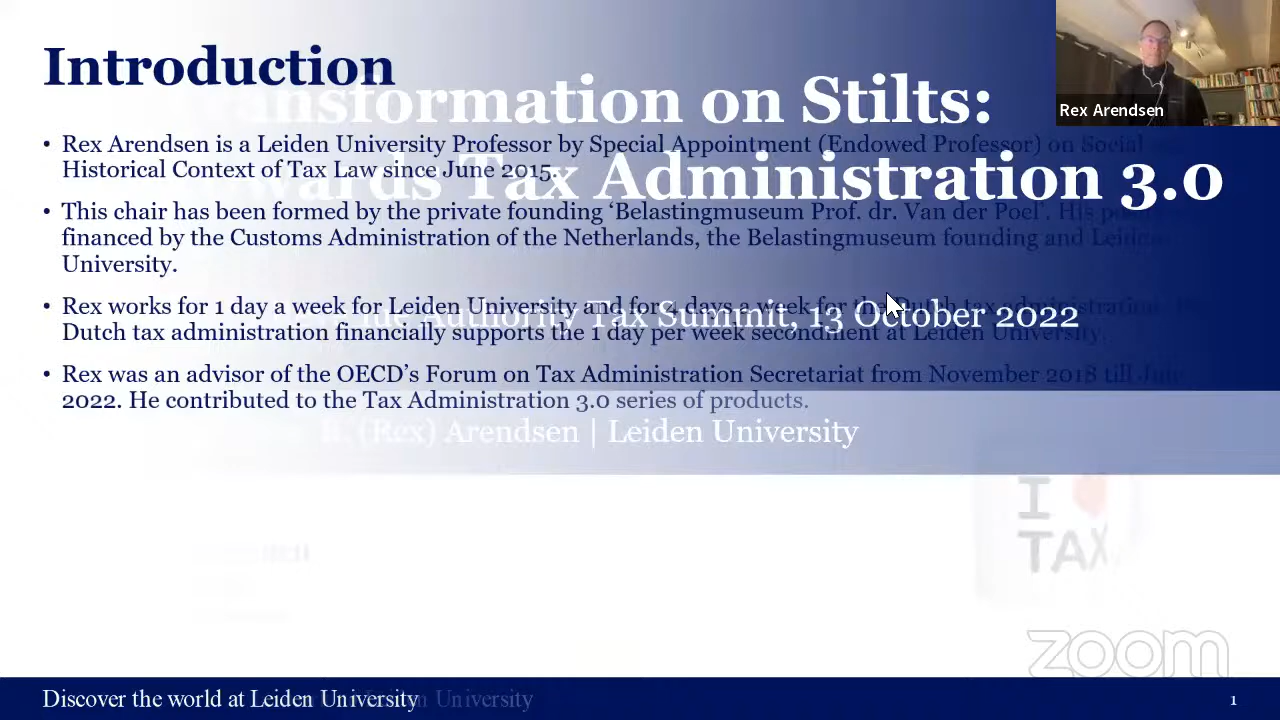 Introduction
Transformation on Stilts:
Towards Tax Administration 3.0
Rex Arendsen
• Rex Arendsen is a Leiden University Professor by Special Appointment (Endowed Professor) on Social
Historical Context of Tax Law since June 2015.
• This chair has been formed by the private founding ‘Belastingmuseum Prof. dr. Van der Poel’. His
financed by the Customs Administration of the Netherlands, the Belastingmuseum founding and Leiden
University.
• Rex works for 1 day a week for Leiden University and for 4 days a week for the Dutch tax administration.
Dutch tax administration financially supports the 1 day per week secondment at Leiden University.
Authority Tax Summit, 13 October 2022
• Rex was an advisor of the OECD’s Forum on Tax Administration Secretariat from November 2018 till July
2022. He contributed to the Tax Administration 3.0 series of products.
(Rex) Arendsen | Leiden University
I
TAX
zoom
Discover the world at Leiden University
University
1